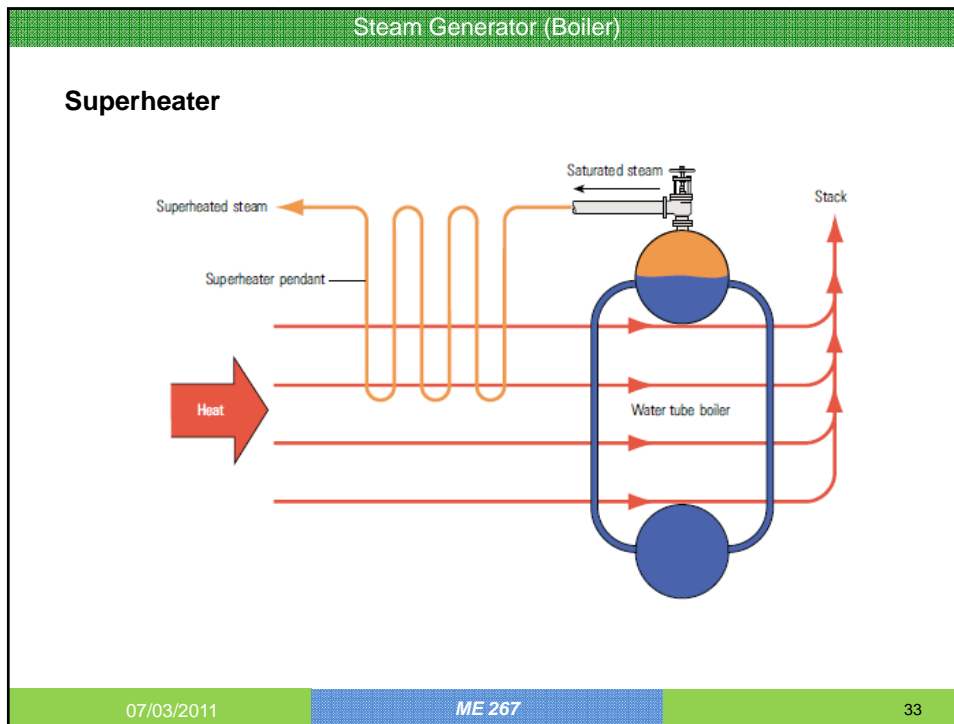 Steam Generator (Boiler)
Superheater
Saturated steam
Stack
Superheated steam
Superheater pendant
Heat
Water tube boiler
07/03/2011
ME 267
33